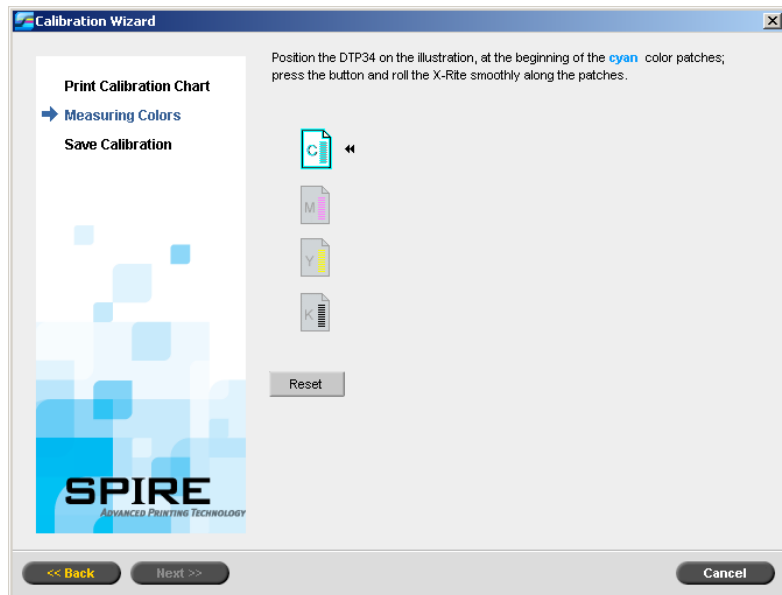 Calibration Wizard
Position the DTP34 on the illustration, at the beginning of the cyan color patches;
press the button and roll the X-Rite smoothly along the patches.
Print Calibration Chart
Measuring Colors
Save Calibration
C
M
Y
K
Reset
SPIRE
ADVANCED PRINTING TECHNOLOGY
<< Back
Next >>
Cancel